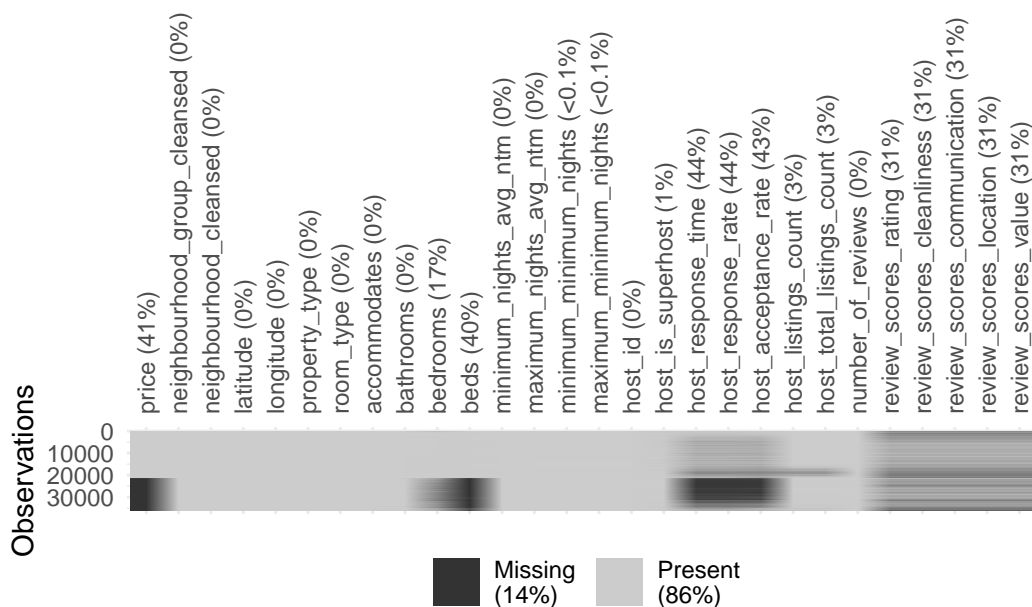 price (41%)
neighbourhood_group_cleansed (0%)
neighbourhood_cleansed (0%)
latitude (0%)
longitude (0%)
property_type (0%)
room_type (0%)
accommodates (0%)
bathrooms (0%)
bedrooms (17%)
beds (40%)
minimum_nights_avg_ntm (0%)
maximum_nights_avg_ntm (0%)
minimum_minimum_nights (<0.1%)
maximum_minimum_nights (<0.1%)
host_id (0%)
host_is_superhost (1%)
host_response_time (44%)
host_response_rate (44%)
host_acceptance_rate (43%)
host_listings_count (3%)
host_total_listings_count (3%)
number_of_reviews (0%)
review_scores_rating (31%)
review_scores_cleanliness (31%)
review_scores_communication (31%)
review_scores_location (31%)
review_scores_value (31%)
Observations
0
10000
20000
30000
Missing
(14%)
Present
(86%)